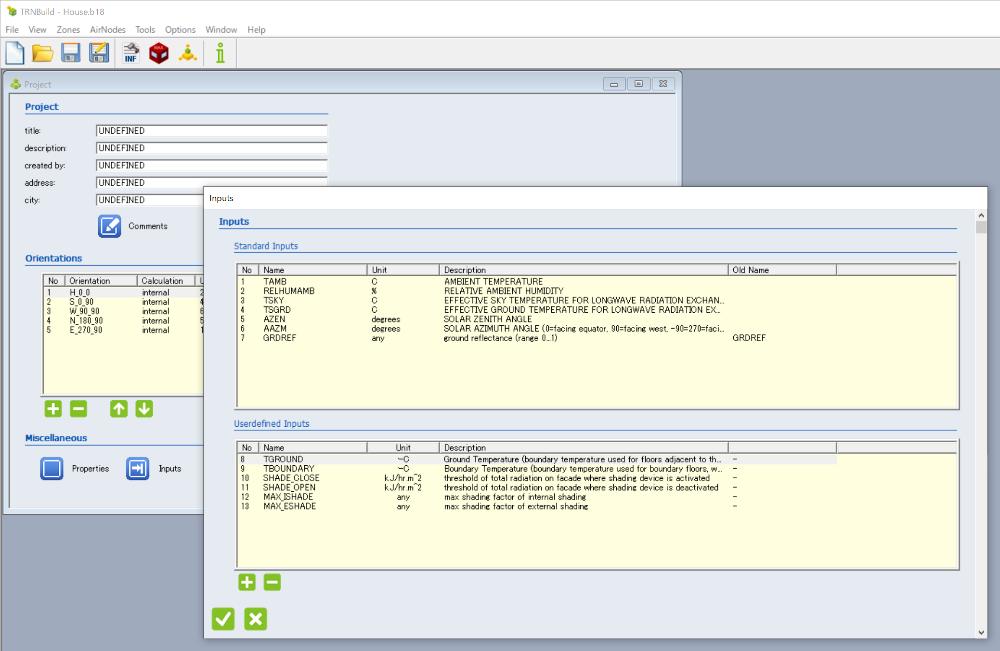 TRNBuild - House.b18
File View Zones AirNodes Tools Options Window Help
INF MAX
Project
Project
title: UNDEFINED
description: UNDEFINED
created by: UNDEFINED
address: UNDEFINED
city: UNDEFINED
Comments
Orientations
No Orientation Calculation U
1 H_0_0 internal 2
2 S_0_90 internal 4
3 W_90_90 internal 6
4 N_180_90 internal 5
5 E_270_90 internal 1
Miscellaneous
Properties Inputs
Inputs
Inputs
Standard Inputs
No Name Unit Description Old Name
1 TAMB C AMBIENT TEMPERATURE
2 RELHUMAMB % RELATIVE AMBIENT HUMIDITY
3 TSKY C EFFECTIVE SKY TEMPERATURE FOR LONGWAVE RADIATION EXCHAN...
4 TSGRD C EFFECTIVE GROUND TEMPERATURE FOR LONGWAVE RADIATION EX...
5 AZEN degrees SOLAR ZENITH ANGLE
6 AAZM degrees SOLAR AZIMUTH ANGLE (0=facing equator, 90=facing west, -90=270=faci...
7 GRDREF any ground reflectance (range 0...1) GRDREF
Userdefined Inputs
No Name Unit Description
8 TGROUND ~C Ground Temperature (boundary temperature used for floors adjacent to th... -
9 TBOUNDARY ~C Boundary Temperature (boundary temperature used for boundary floors, w... -
10 SHADE_CLOSE kJ/hr.m^2 threshold of total radiation on facade where shading device is activated -
11 SHADE_OPEN kJ/hr.m^2 threshold of total radiation on facade where shading device is deactivated -
12 MAX_ISHADE any max shading factor of internal shading -
13 MAX_ESHADE any max shading factor of external shading -